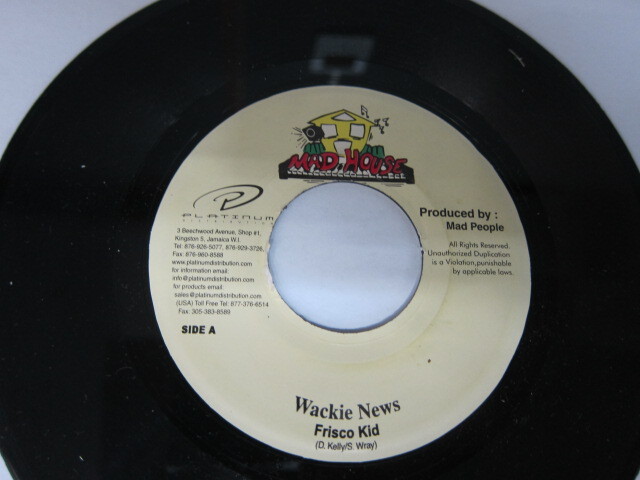 MAD HOUSE
PLATINUM
DISTRIBUTION
3 Beechwood Avenue, Shop #1,
Kingston 5, Jamaica W.I.
Tel: 876-926-5077, 876-929-3726,
Fax: 876-960-8588
www.platinumdistribution.com
for information email:
info@platinumdistribution.com
for products email:
sales@platinumdistribution.com
(USA) Toll Free Tel: 877-376-6514
Fax: 305-383-8589
SIDE A
Produced by :
Mad People
All Rights Reserved.
Unauthorized Duplication
is a Violation,punishable
by applicable laws.
Wackie News
Frisco Kid
(D. Kelly/S. Wray)